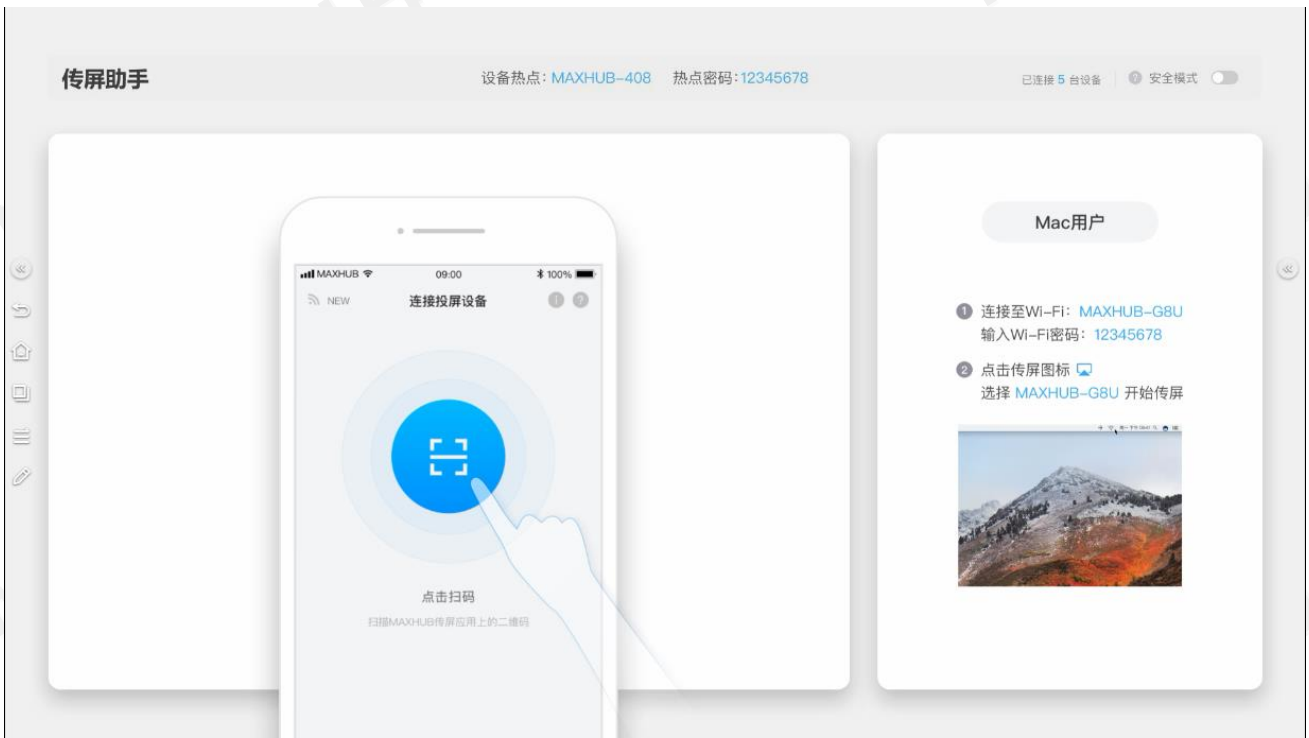 传屏助手
设备热点：MAXHUB-408 热点密码：12345678
已连接 5 台设备
? 安全模式
MAXHUB
09:00
100%
NEW
连接投屏设备
! ?
点击扫码
扫描MAXHUB传屏应用上的二维码
Mac用户
1 连接至Wi-Fi：MAXHUB-G8U
输入Wi-Fi密码：12345678
2 点击传屏图标
选择 MAXHUB-G8U 开始传屏